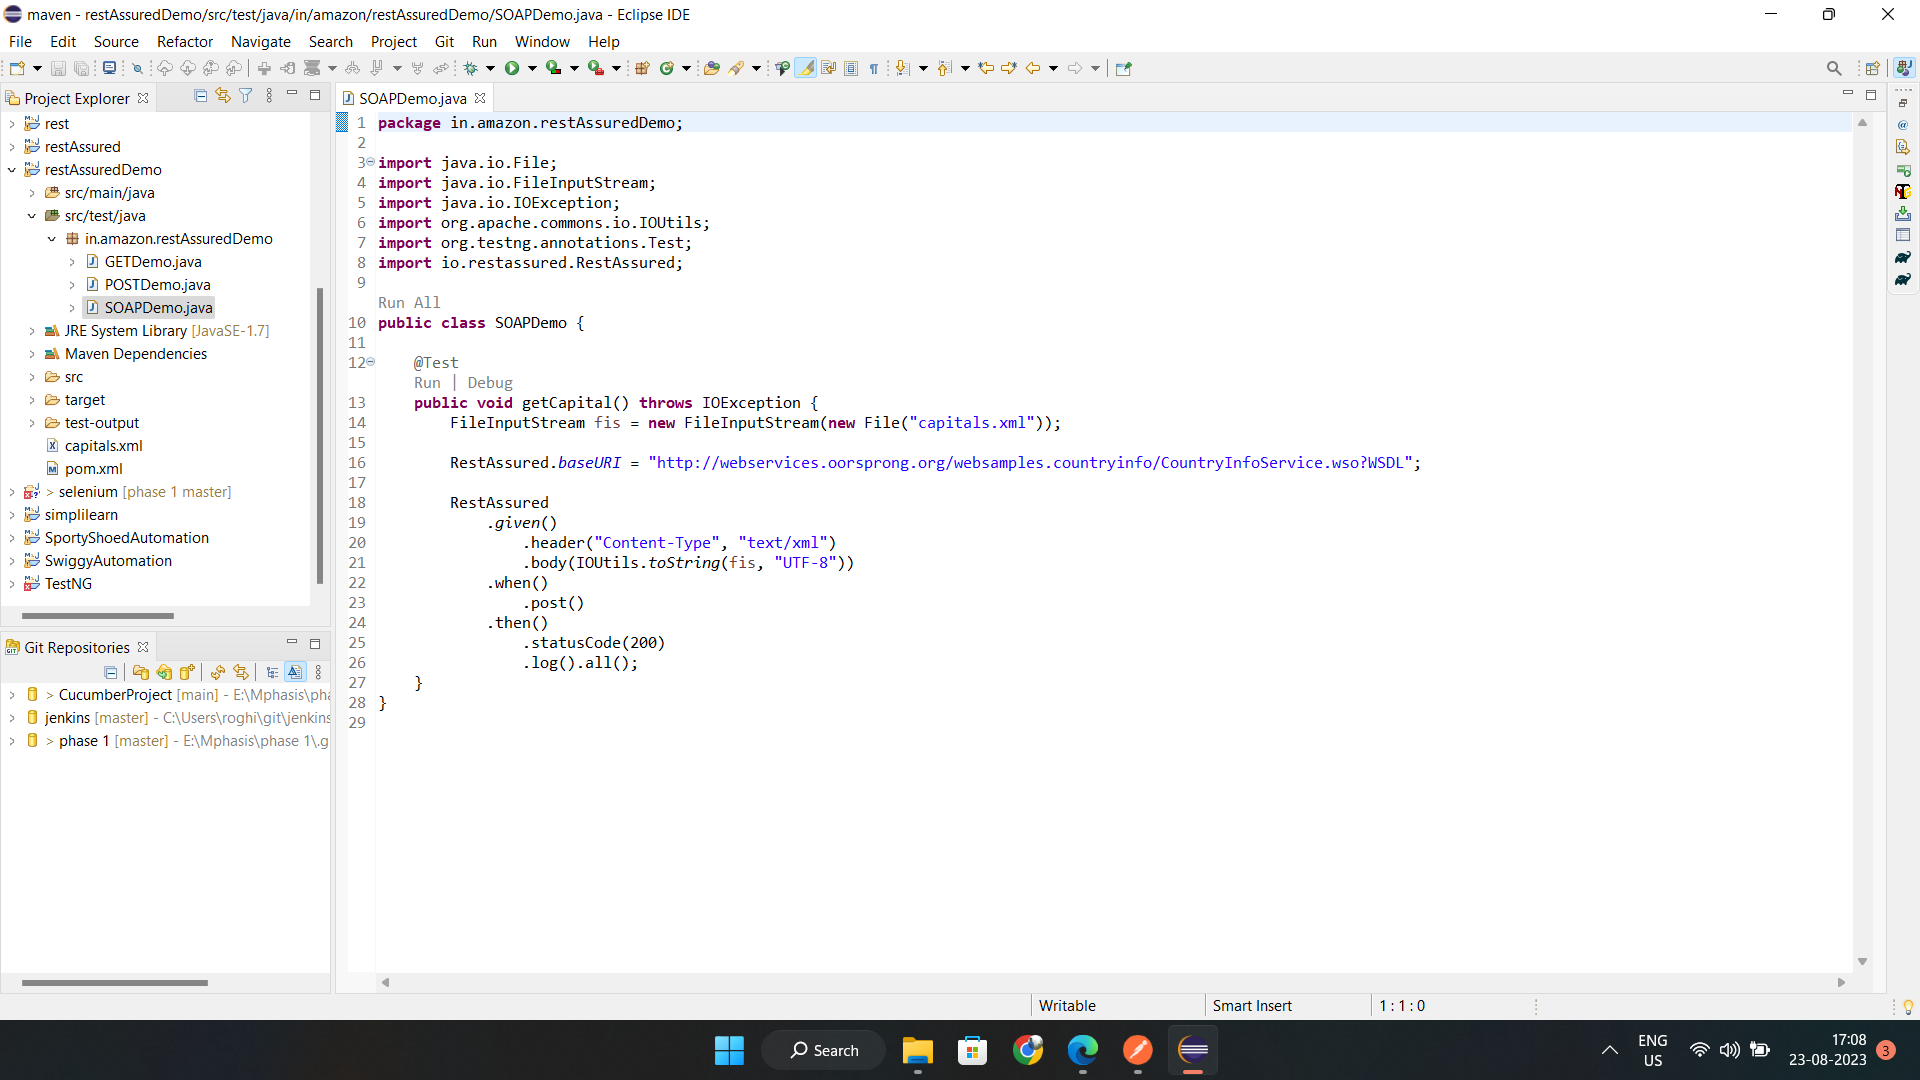 maven - restAssuredDemo/src/test/java/in/amazon/restAssuredDemo/SOAPDemo.java - Eclipse IDE
File Edit Source Refactor Navigate Search Project Git Run Window Help
Project Explorer
rest
restAssured
restAssuredDemo
src/main/java
src/test/java
in.amazon.restAssuredDemo
GETDemo.java
POSTDemo.java
SOAPDemo.java
JRE System Library [JavaSE-1.7]
Maven Dependencies
src
target
test-output
capitals.xml
pom.xml
> selenium [phase 1 master]
simplilearn
SportyShoedAutomation
SwiggyAutomation
TestNG
Git Repositories
> CucumberProject [main] - E:\Mphasis\pha
jenkins [master] - C:\Users\roghi\git\jenkins
> phase 1 [master] - E:\Mphasis\phase 1\.g
SOAPDemo.java
1 package in.amazon.restAssuredDemo;
2
3 import java.io.File;
4 import java.io.FileInputStream;
5 import java.io.IOException;
6 import org.apache.commons.io.IOUtils;
7 import org.testng.annotations.Test;
8 import io.restassured.RestAssured;
9
Run All
10 public class SOAPDemo {
11
12 @Test
Run | Debug
13 public void getCapital() throws IOException {
14 FileInputStream fis = new FileInputStream(new File("capitals.xml"));
15
16 RestAssured.baseURI = "http://webservices.oorsprong.org/websamples.countryinfo/CountryInfoService.wso?WSDL";
17
18 RestAssured
19 .given()
20 .header("Content-Type", "text/xml")
21 .body(IOUtils.toString(fis, "UTF-8"))
22 .when()
23 .post()
24 .then()
25 .statusCode(200)
26 .log().all();
27 }
28 }
29
Writable Smart Insert 1 : 1 : 0
Search
ENG
US
17:08
23-08-2023
3